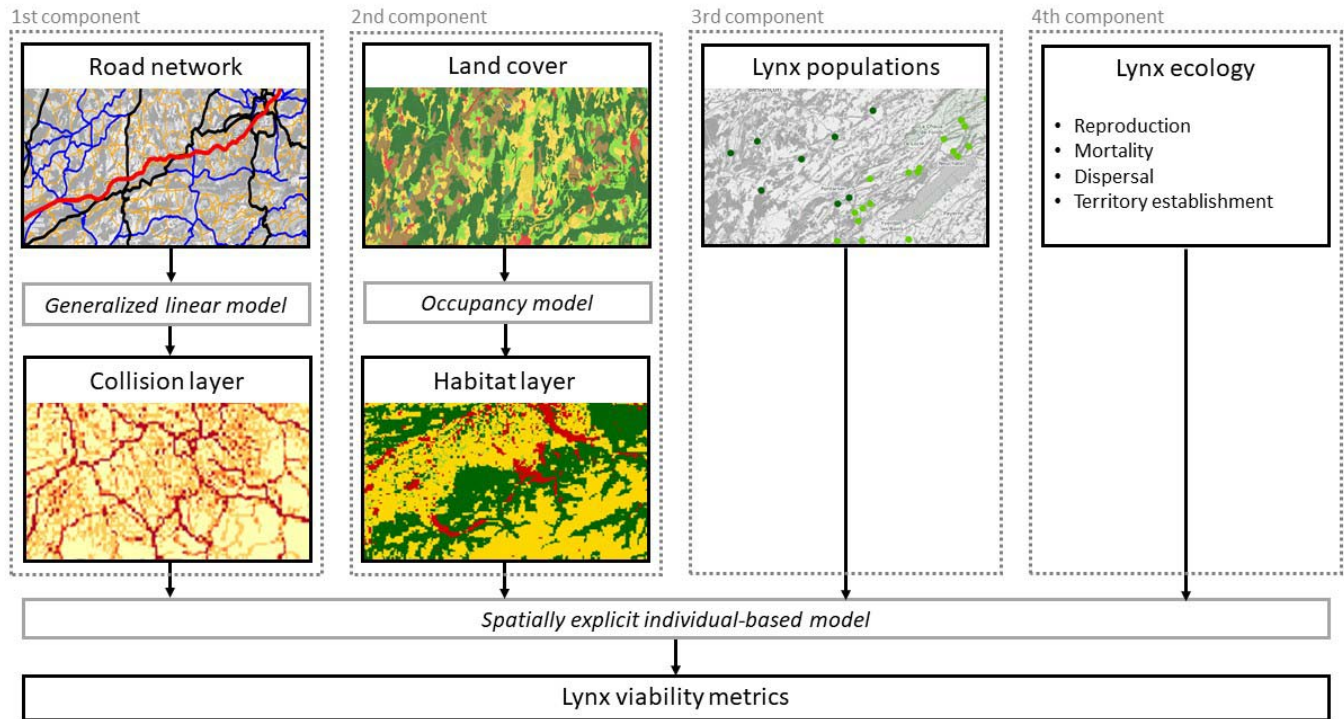 1st component
2nd component
3rd component
4th component
Road network
Land cover
Lynx populations
Lynx ecology
• Reproduction
• Mortality
• Dispersal
• Territory establishment
Generalized linear model
Occupancy model
Collision layer
Habitat layer
Spatially explicit individual-based model
Lynx viability metrics